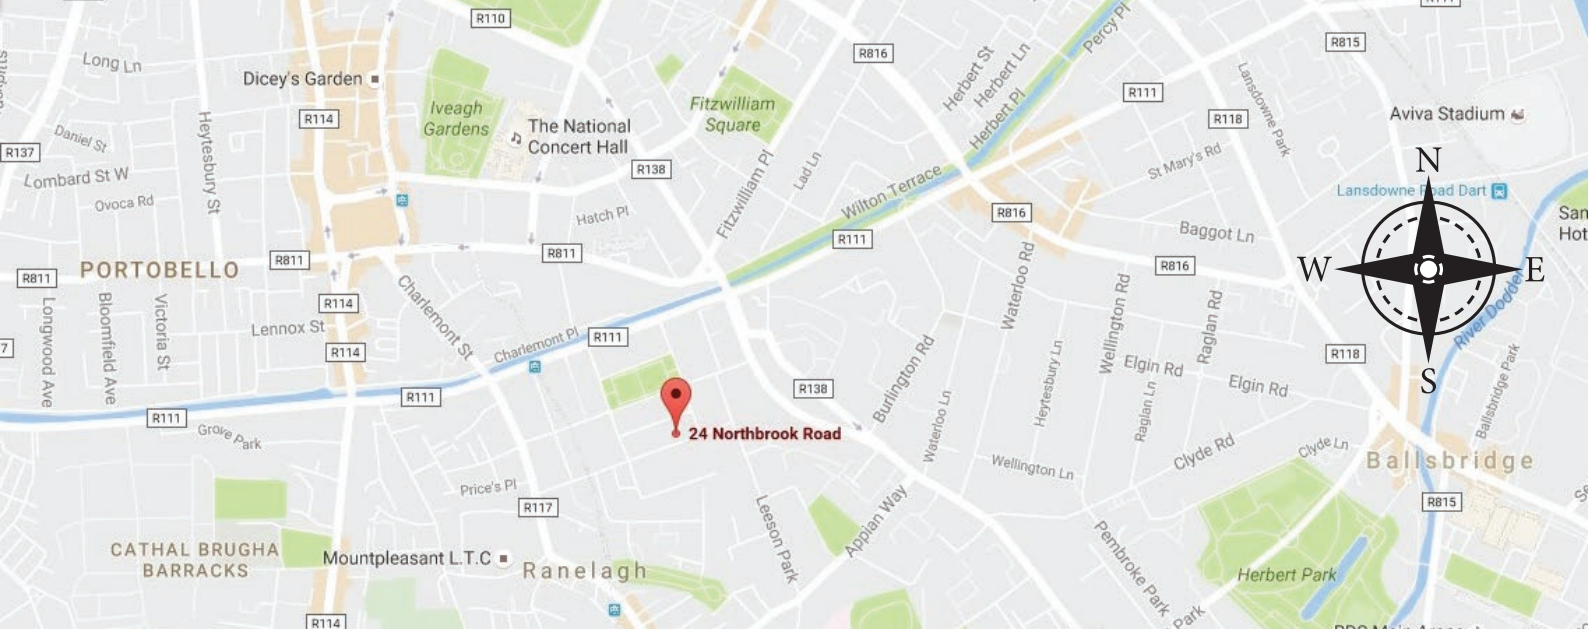 R110
R816
Percy Pl
R815
Long Ln
Dicey's Garden
Herbert St
Herbert Ln
Herbert Pl
R111
Lansdowne Park
Iveagh
Gardens
Fitzwilliam
Square
R114
Heytesbury St
The National
Concert Hall
R118
Aviva Stadium
Daniel St
R137
Lombard St W
R138
Fitzwilliam Pl
Lad Ln
St Mary's Rd
N
Wilton Terrace
Lansdowne Road Dart
Ovoca Rd
Hatch Pl
R816
San
Hot
R111
Baggot Ln
R811
R811
R811
PORTOBELLO
R816
W
E
Longwood Ave
Bloomfield Ave
Victoria St
R114
Charlemont St
Waterloo Rd
Wellington Rd
Raglan Rd
River Dodder
Lennox St
R114
Charlemont Pl
R111
R118
S
Burlington Rd
Heytesbury Ln
Elgin Rd
Elgin Rd
R138
Ballsbridge Park
7
R111
R111
Grove Park
24 Northbrook Road
Waterloo Ln
Raglan Ln
Clyde Rd
Clyde Ln
Ballsbridge
Wellington Ln
Price's Pl
R117
R815
Leeson Park
Appian Way
Pembroke Park
CATHAL BRUGHA
BARRACKS
Mountpleasant L.T.C
Ranelagh
Herbert Park
Park
R114